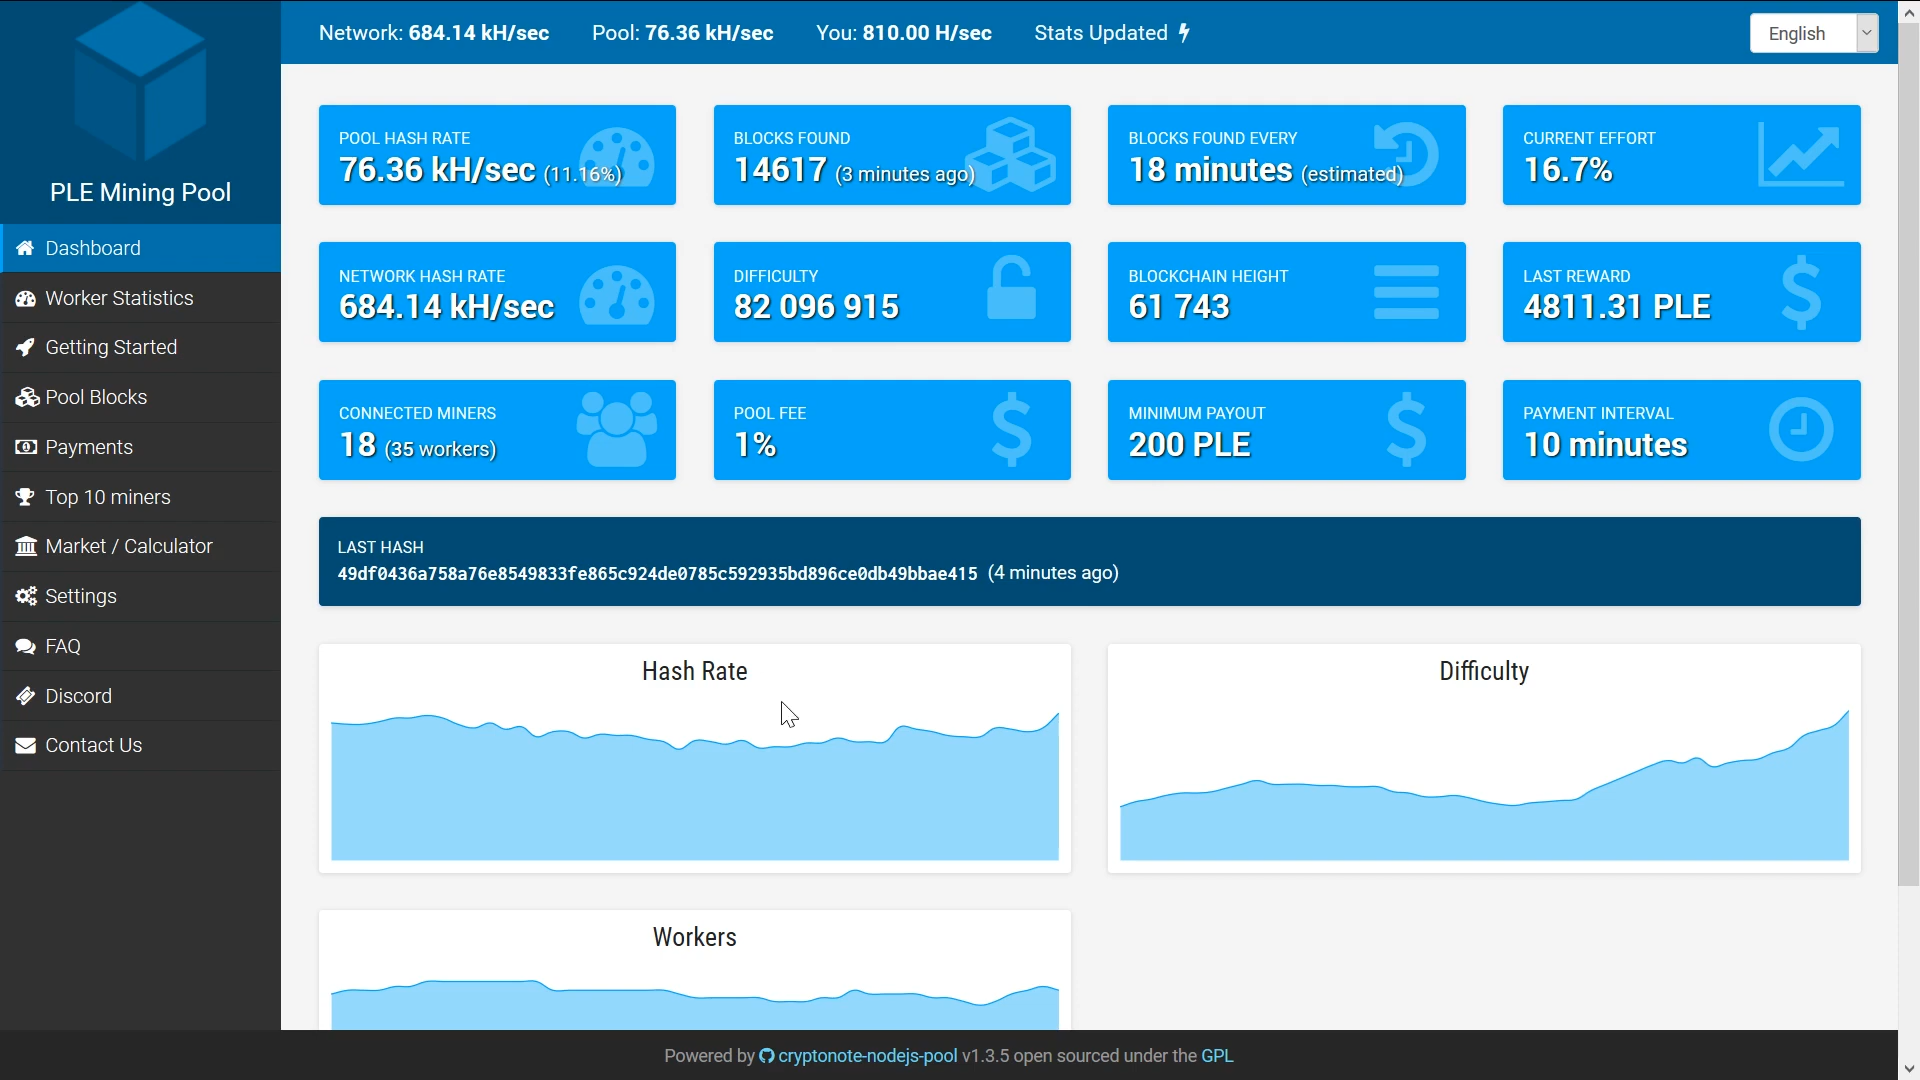 Network: 684.14 kH/sec Pool: 76.36 kH/sec You: 810.00 H/sec Stats Updated English
PLE Mining Pool
Dashboard
Worker Statistics
Getting Started
Pool Blocks
Payments
Top 10 miners
Market / Calculator
Settings
FAQ
Discord
Contact Us
POOL HASH RATE
76.36 kH/sec (11.16%)
BLOCKS FOUND
14617 (3 minutes ago)
BLOCKS FOUND EVERY
18 minutes (estimated)
CURRENT EFFORT
16.7%
NETWORK HASH RATE
684.14 kH/sec
DIFFICULTY
82 096 915
BLOCKCHAIN HEIGHT
61 743
LAST REWARD
4811.31 PLE
CONNECTED MINERS
18 (35 workers)
POOL FEE
1%
MINIMUM PAYOUT
200 PLE
PAYMENT INTERVAL
10 minutes
LAST HASH
49df0436a758a76e8549833fe865c924de0785c592935bd896ce0db49bbae415 (4 minutes ago)
Hash Rate
Difficulty
Workers
Powered by cryptonote-nodejs-pool v1.3.5 open sourced under the GPL